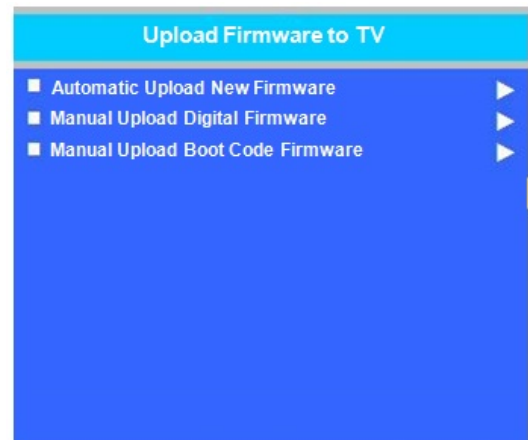 Upload Firmware to TV
Automatic Upload New Firmware
Manual Upload Digital Firmware
Manual Upload Boot Code Firmware